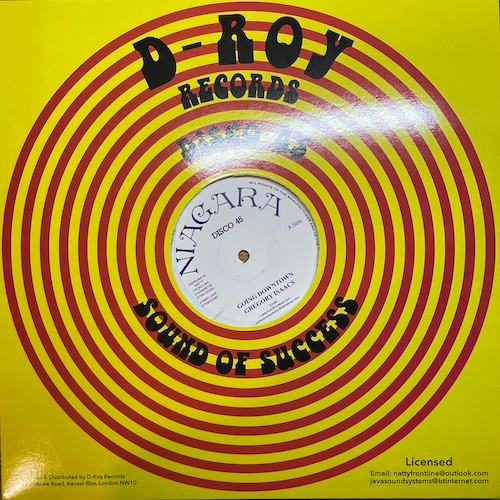 D-ROY
RECORDS
DISCO 45
NIAGARA
DISCO 45
A Side
GOING DOWNTOWN
GREGORY ISAACS
SOUND OF SUCCESS
Licensed
& Distributed by D-Roy Records
Road, Kensal Rise, London NW10
Email: nattyfrontline@outlook.com
javasoundsystems@btinternet.com